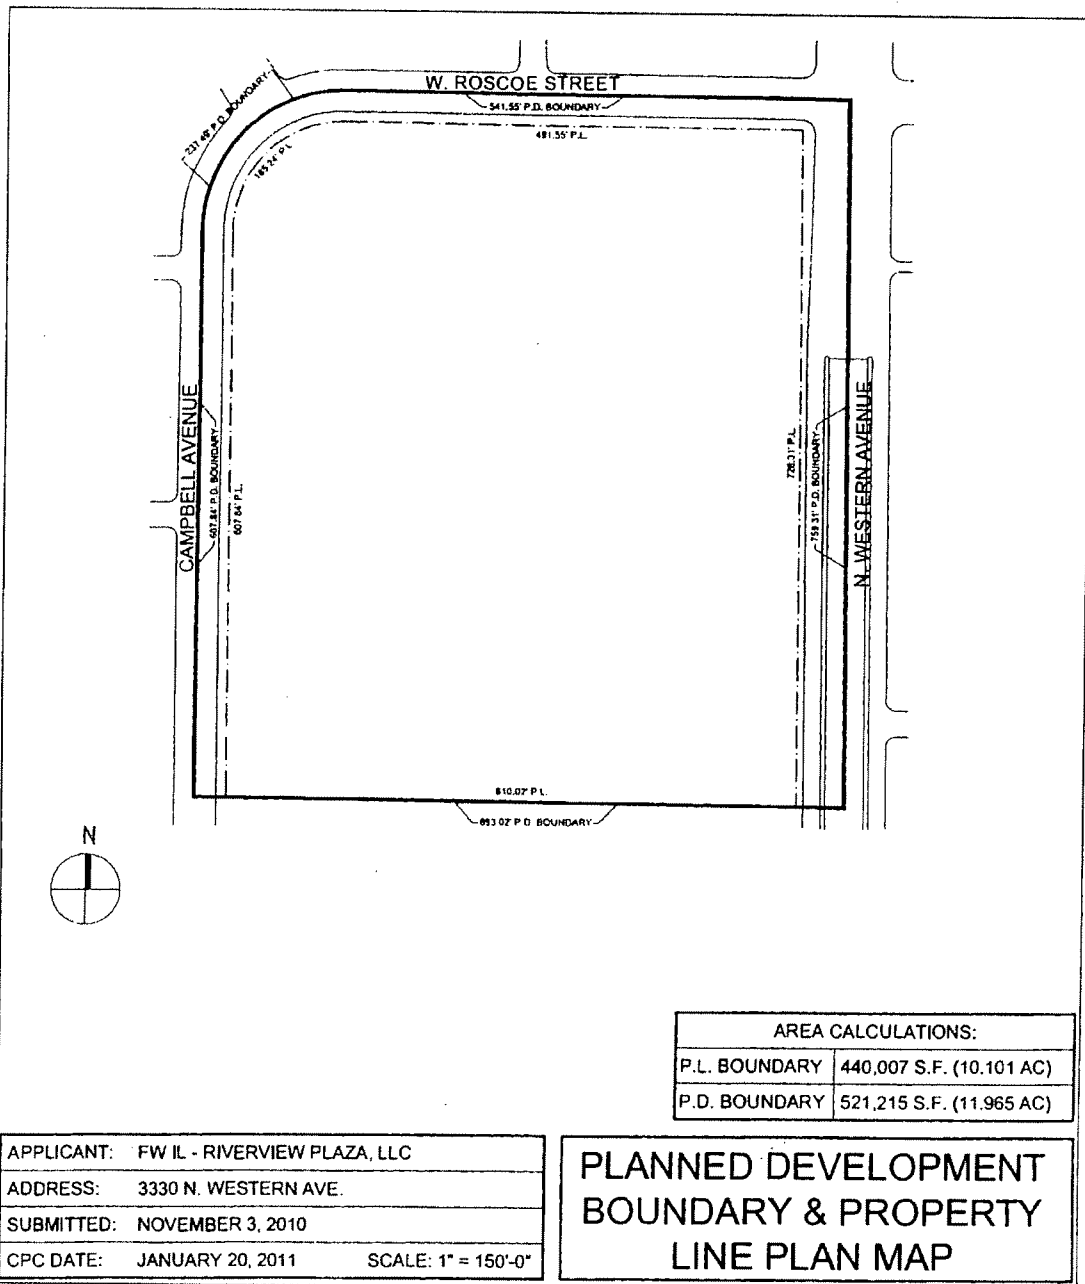 W. ROSCOE STREET
541.55' P.D. BOUNDARY
491.55' P.L.
237.49' P.D. BOUNDARY
185.24' P.L.
CAMPBELL AVENUE
607.84' P.D. BOUNDARY
607.84' P.L.
P.L.
759.31' P.D. BOUNDARY
N. WESTERN AVENUE
610.07' P.L.
693.02' P.D. BOUNDARY
N
AREA CALCULATIONS:
P.L. BOUNDARY 440,007 S.F. (10.101 AC)
P.D. BOUNDARY 521,215 S.F. (11.965 AC)
APPLICANT: FW IL - RIVERVIEW PLAZA, LLC
ADDRESS: 3330 N. WESTERN AVE.
SUBMITTED: NOVEMBER 3, 2010
CPC DATE: JANUARY 20, 2011 SCALE: 1" = 150'-0"
PLANNED DEVELOPMENT
BOUNDARY & PROPERTY
LINE PLAN MAP